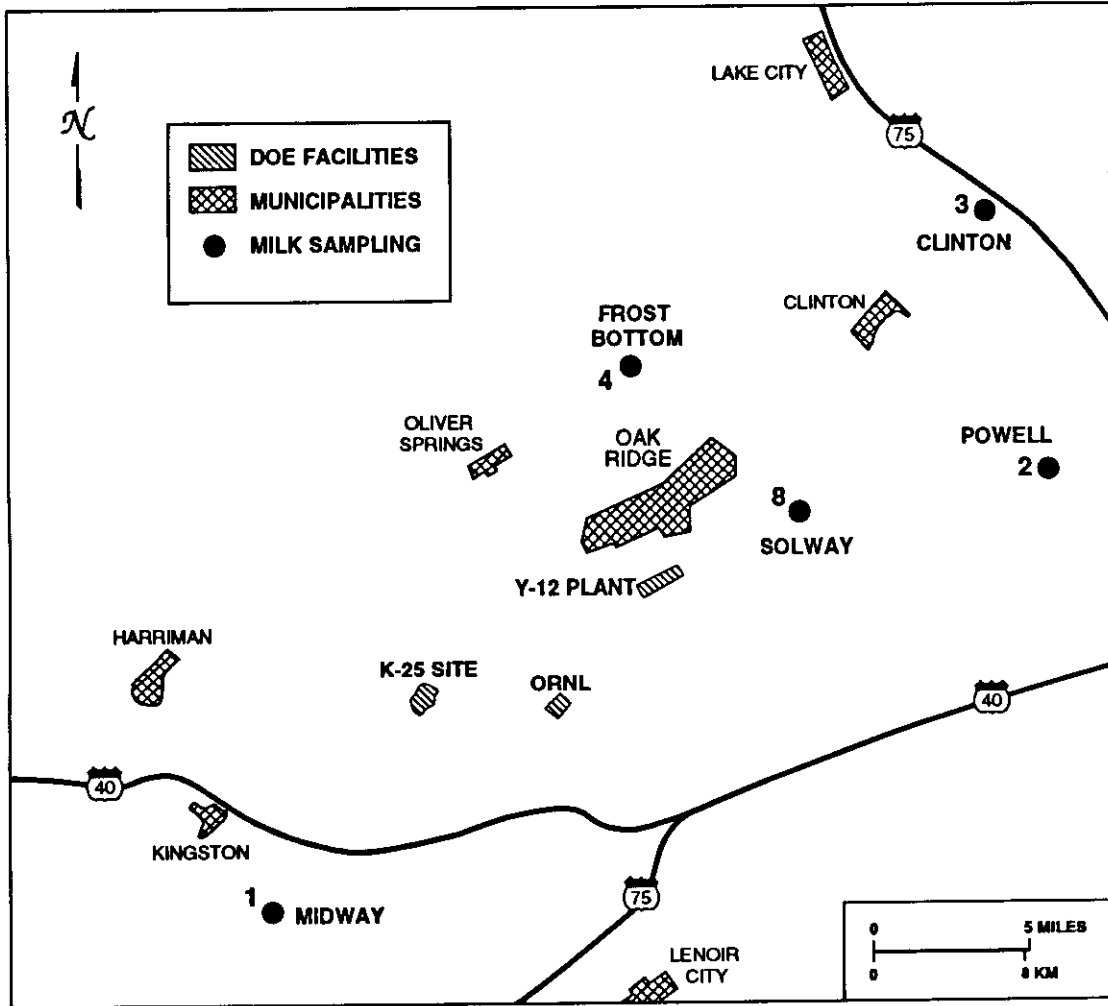 LAKE CITY
75
N
DOE FACILITIES
MUNICIPALITIES
MILK SAMPLING
3
CLINTON
CLINTON
FROST
BOTTOM
4
OLIVER
SPRINGS
OAK
RIDGE
POWELL
2
8
SOLWAY
Y-12 PLANT
HARRIMAN
K-25 SITE
ORNL
40
40
KINGSTON
1
MIDWAY
75
LENOIR
CITY
0 5 MILES
0 8 KM